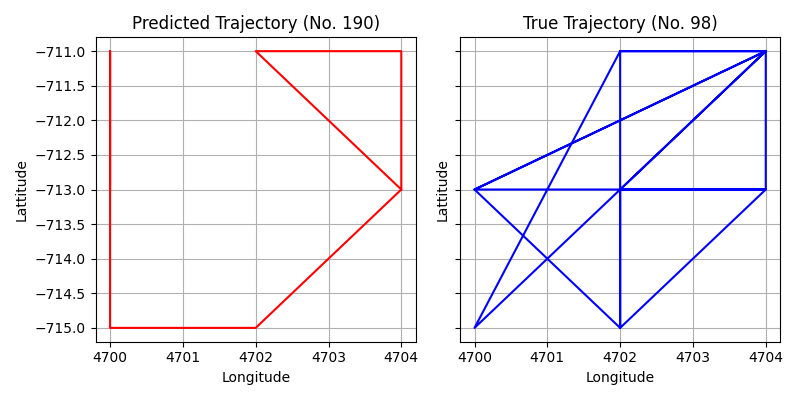 Predicted Trajectory (No. 190)
True Trajectory (No. 98)
−711.0
−711.5
−712.0
−712.5
−713.0
−713.5
−714.0
−714.5
−715.0
Lattitude
Lattitude
4700 4701 4702 4703 4704
4700 4701 4702 4703 4704
Longitude
Longitude